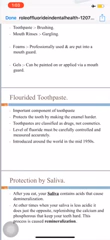 Done roleoffluorideindentalhealth-1207...
Toothpaste – Brushing
Mouth Rinses – Gargling
Foams – Professionally used & are put into a mouth guard.
Gels – Can be painted on or applied via a mouth guard.
Flourided Toothpaste.
Important component of toothpaste
Protects the teeth by making the enamel harder
Toothpastes are classified as drugs, not cosmetics.
Level of fluoride must be carefully controlled and measured accurately.
Introduced around the world in the mid 1950s.
Protection by Saliva.
After you eat, your Saliva contains acids that cause demineralization
At other times when your saliva is less acidic it does just the opposite, replenishing the calcium and phosphorous that keep your teeth hard. This process is caused remineralization.